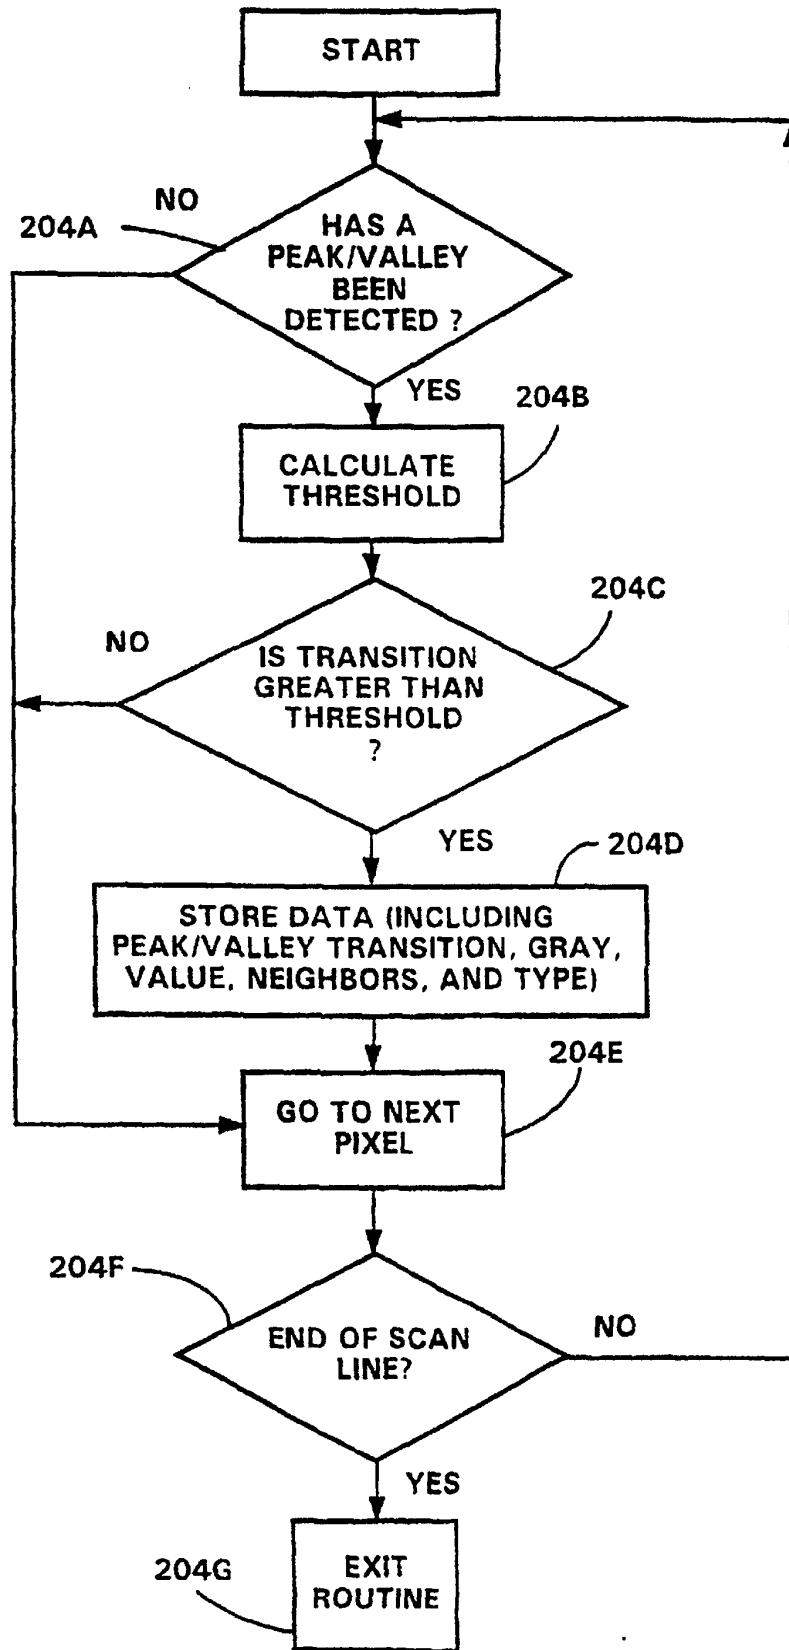 START
NO
204A
HAS A
PEAK/VALLEY
BEEN
DETECTED ?
YES
204B
CALCULATE
THRESHOLD
204C
NO
IS TRANSITION
GREATER THAN
THRESHOLD
?
YES
204D
STORE DATA (INCLUDING
PEAK/VALLEY TRANSITION, GRAY,
VALUE, NEIGHBORS, AND TYPE)
204E
GO TO NEXT
PIXEL
204F
END OF SCAN
LINE?
NO
YES
204G
EXIT
ROUTINE